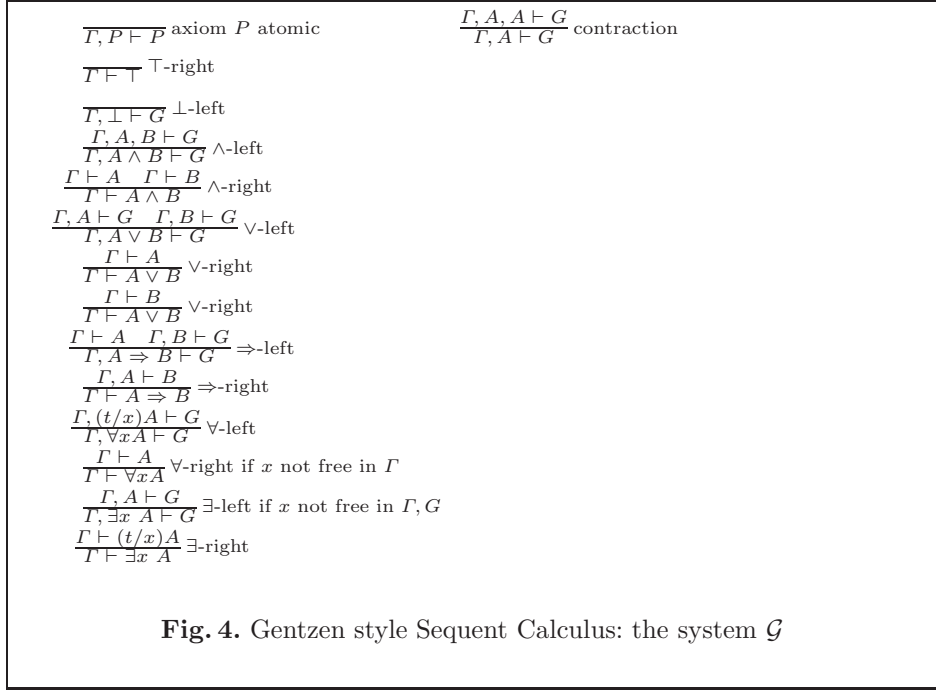 Γ, P ⊢ P axiom P atomic
Γ, A, A ⊢ G
Γ, A ⊢ G contraction
Γ ⊢ ⊤ ⊤-right
Γ, ⊥ ⊢ G ⊥-left
Γ, A, B ⊢ G
Γ, A ∧ B ⊢ G ∧-left
Γ ⊢ A Γ ⊢ B
Γ ⊢ A ∧ B ∧-right
Γ, A ⊢ G Γ, B ⊢ G
Γ, A ∨ B ⊢ G ∨-left
Γ ⊢ A
Γ ⊢ A ∨ B ∨-right
Γ ⊢ B
Γ ⊢ A ∨ B ∨-right
Γ ⊢ A Γ, B ⊢ G
Γ, A ⇒ B ⊢ G ⇒-left
Γ, A ⊢ B
Γ ⊢ A ⇒ B ⇒-right
Γ, (t/x)A ⊢ G
Γ, ∀xA ⊢ G ∀-left
Γ ⊢ A
Γ ⊢ ∀xA ∀-right if x not free in Γ
Γ, A ⊢ G
Γ, ∃x A ⊢ G ∃-left if x not free in Γ, G
Γ ⊢ (t/x)A
Γ ⊢ ∃x A ∃-right
Fig. 4. Gentzen style Sequent Calculus: the system 𝒢